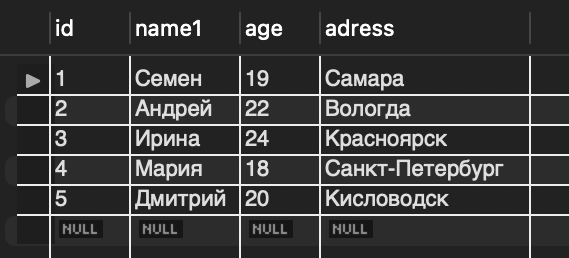 id name1 age adress
1 Семен 19 Самара
2 Андрей 22 Вологда
3 Ирина 24 Красноярск
4 Мария 18 Санкт-Петербург
5 Дмитрий 20 Кисловодск
NULL NULL NULL NULL